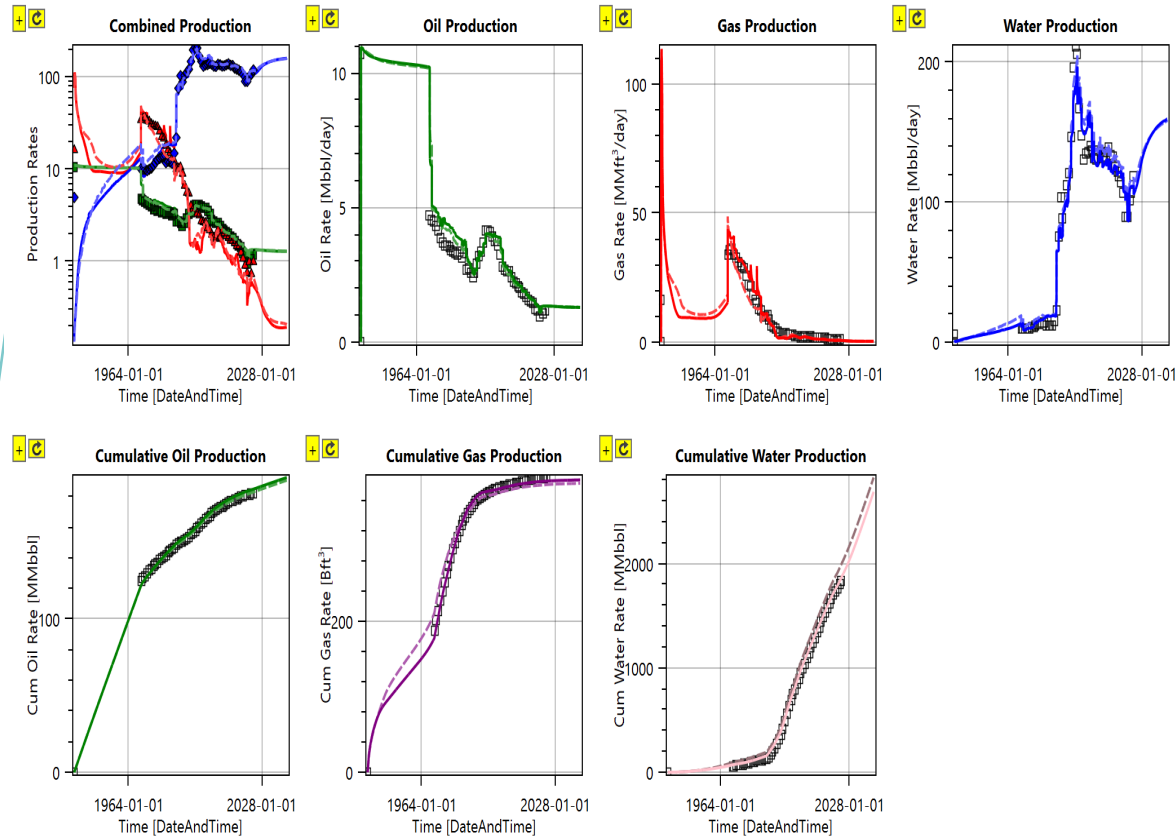 + Combined Production
100
10
1
Production Rates
1964-01-01 2028-01-01
Time [DateAndTime]
+ Oil Production
10
5
0
Oil Rate [Mbbl/day]
1964-01-01 2028-01-01
Time [DateAndTime]
+ Gas Production
100
50
0
Gas Rate [MMft³/day]
1964-01-01 2028-01-01
Time [DateAndTime]
+ Water Production
200
100
0
Water Rate [Mbbl/day]
1964-01-01 2028-01-01
Time [DateAndTime]
+ Cumulative Oil Production
100
0
Cum Oil Rate [MMbbl]
1964-01-01 2028-01-01
Time [DateAndTime]
+ Cumulative Gas Production
200
0
Cum Gas Rate [Bft³]
1964-01-01 2028-01-01
Time [DateAndTime]
+ Cumulative Water Production
2000
1000
0
Cum Water Rate [MMbbl]
1964-01-01 2028-01-01
Time [DateAndTime]